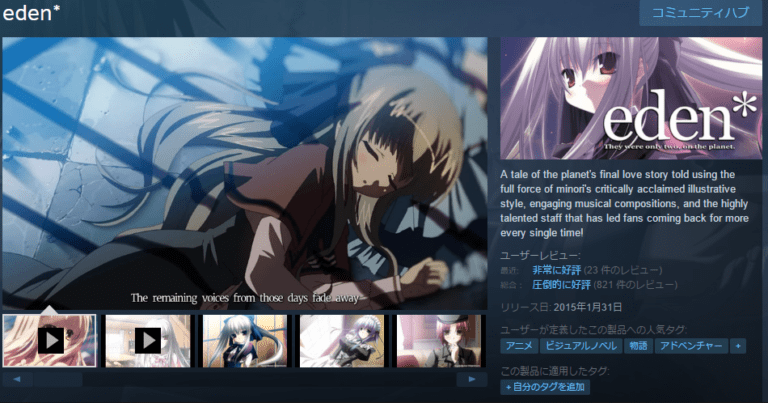 eden*
コミュニティハブ
The remaining voices from those days fade away
eden*
They were only two, on the planet.
A tale of the planet's final love story told using the
full force of minori's critically acclaimed illustrative
style, engaging musical compositions, and the highly
talented staff that has led fans coming back for more
every single time!
ユーザーレビュー:
最近: 非常に好評 (23 件のレビュー)
総合: 圧倒的に好評 (821 件のレビュー)
リリース日: 2015年1月31日
ユーザーが定義したこの製品への人気タグ:
アニメ ビジュアルノベル 物語 アドベンチャー +
この製品に適用したタグ:
+ 自分のタグを追加